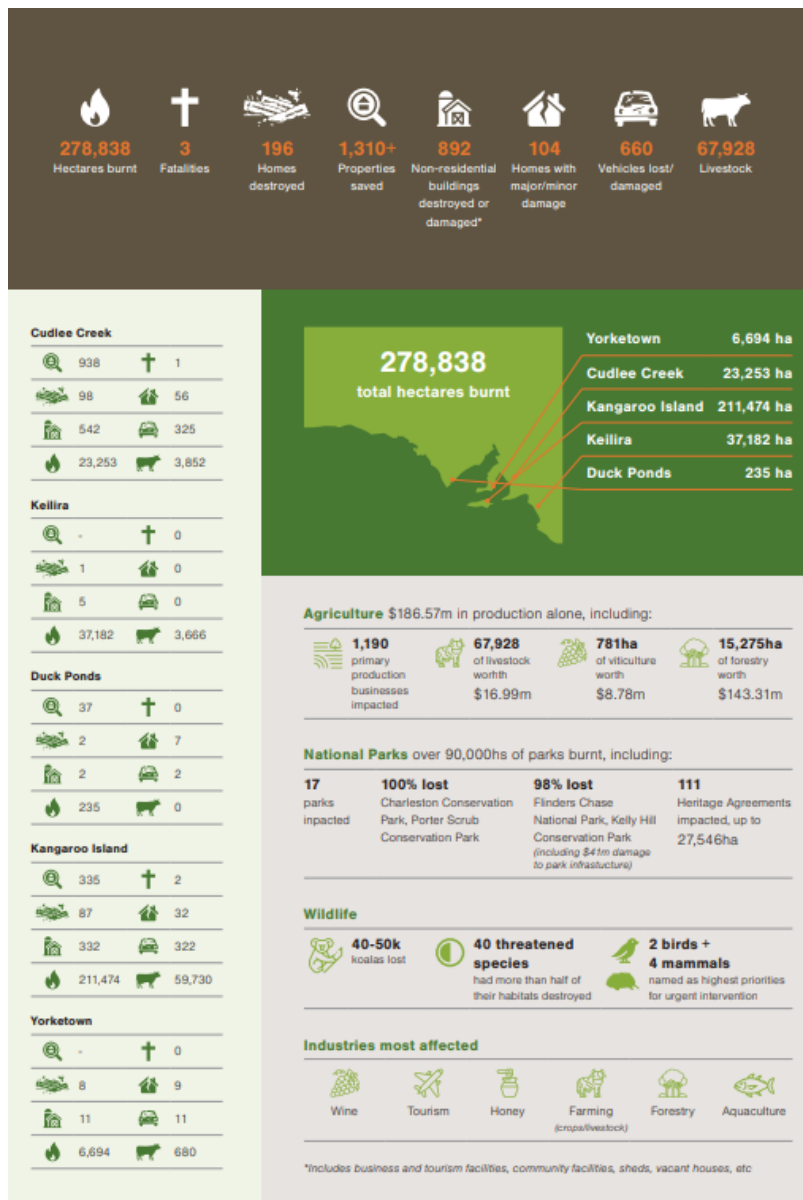 278,838
Hectares burnt
3
Fatalities
196
Homes
destroyed
1,310+
Properties
saved
892
Non-residential
buildings
destroyed or
damaged*
104
Homes with
major/minor
damage
660
Vehicles lost/
damaged
67,928
Livestock
Cudlee Creek
938 1
98 56
542 325
23,253 3,852
Keilira
- 0
1 0
5 0
37,182 3,666
Duck Ponds
37 0
2 7
2 2
235 0
Kangaroo Island
335 2
87 32
332 322
211,474 59,730
Yorketown
- 0
8 9
11 11
6,694 680
278,838
total hectares burnt
Yorketown 6,694 ha
Cudlee Creek 23,253 ha
Kangaroo Island 211,474 ha
Keilira 37,182 ha
Duck Ponds 235 ha
Agriculture $186.57m in production alone, including:
1,190
primary
production
businesses
impacted
67,928
of livestock
worhth
$16.99m
781ha
of viticulture
worth
$8.78m
15,275ha
of forestry
worth
$143.31m
National Parks over 90,000hs of parks burnt, including:
17
parks
inpacted
100% lost
Charleston Conservation
Park, Porter Scrub
Conservation Park
98% lost
Flinders Chase
National Park, Kelly Hill
Conservation Park
(including $41m damage
to park infrastucture)
111
Heritage Agreements
impacted, up to
27,546ha
Wildlife
40-50k
koalas lost
40 threatened
species
had more than half of
their habitats destroyed
2 birds +
4 mammals
named as highest priorities
for urgent intervention
Industries most affected
Wine
Tourism
Honey
Farming
(crops/livestock)
Forestry
Aquaculture
*Includes business and tourism facilities, community facilities, sheds, vacant houses, etc